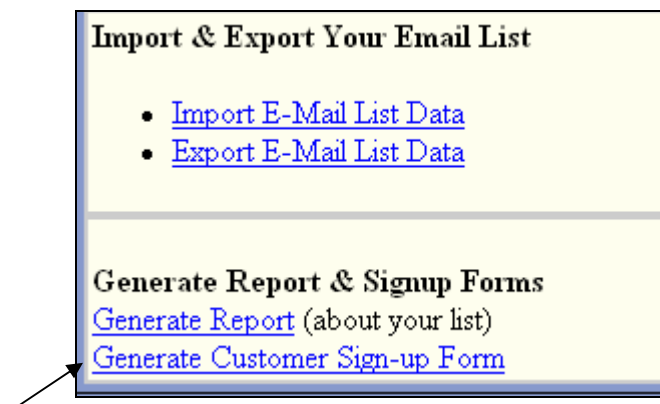 Import & Export Your Email List
Import E-Mail List Data
Export E-Mail List Data
Generate Report & Signup Forms
Generate Report (about your list)
Generate Customer Sign-up Form